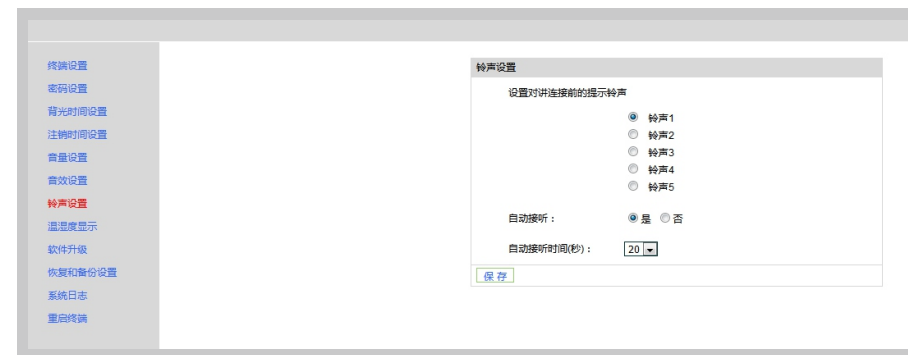 终端设置
密码设置
背光时间设置
注销时间设置
音量设置
音效设置
铃声设置
温湿度显示
软件升级
恢复和备份设置
系统日志
重启终端
铃声设置
设置对讲连接前的提示铃声
铃声1
铃声2
铃声3
铃声4
铃声5
自动接听： 是 否
自动接听时间(秒)： 20
保 存